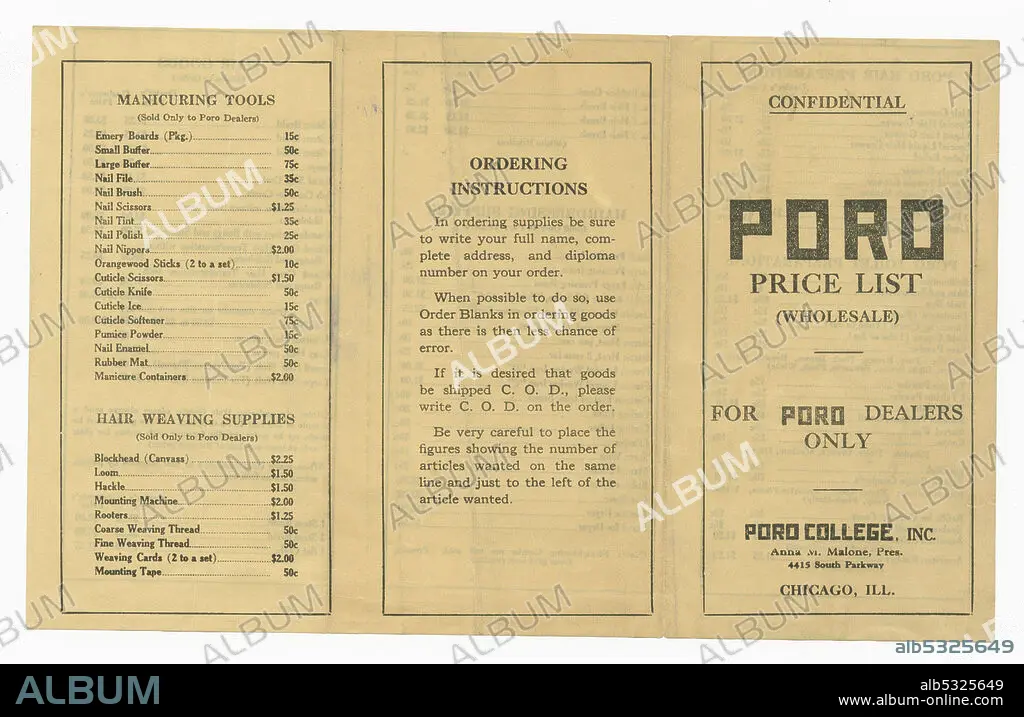 MANICURING TOOLS
(Sold Only to Poro Dealers)
Emery Boards (Pkg.) 15c
Small Buffer 50c
Large Buffer 75c
Nail File 35c
Nail Brush 50c
Nail Scissors $1.25
Nail Tint 35c
Nail Polish 25c
Nail Nippers $2.00
Orangewood Sticks (2 to a set) 10c
Cuticle Scissors $1.50
Cuticle Knife 50c
Cuticle Ice 15c
Cuticle Softener 75c
Pumice Powder 15c
Nail Enamel 50c
Rubber Mat 50c
Manicure Containers $2.00
HAIR WEAVING SUPPLIES
(Sold Only to Poro Dealers)
Blockhead (Canvass) $2.25
Loom $1.50
Hackle $1.50
Mounting Machine $2.00
Rooters $1.25
Coarse Weaving Thread 50c
Fine Weaving Thread 50c
Weaving Cards (2 to a set) $2.00
Mounting Tape 50c
ORDERING
INSTRUCTIONS
In ordering supplies be sure
to write your full name, com-
plete address, and diploma
number on your order.
When possible to do so, use
Order Blanks in ordering goods
as there is then less chance of
error.
If it is desired that goods
be shipped C. O. D., please
write C. O. D. on the order.
Be very careful to place the
figures showing the number of
articles wanted on the same
line and just to the left of the
article wanted.
CONFIDENTIAL
PORO
PRICE LIST
(WHOLESALE)
FOR PORO DEALERS
ONLY
PORO COLLEGE, INC.
Anna M. Malone, Pres.
4415 South Parkway
CHICAGO, ILL.
alb5325649
ALBUM
alb5325649
www.album-online.com